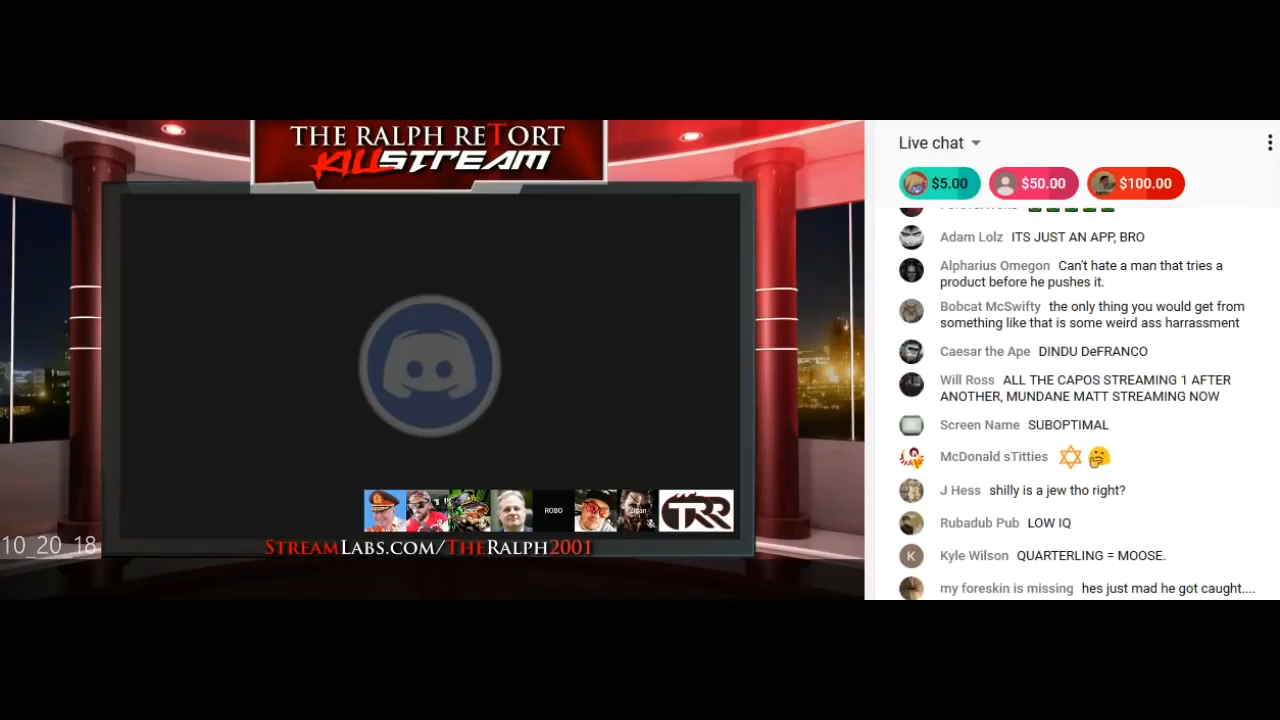 THE RALPH RETORT
KILLSTREAM
ROBO
10_20_18
STREAMLABS.COM/THERALPH2001
TRR
Live chat
$5.00 $50.00 $100.00
Adam Lolz ITS JUST AN APP, BRO
Alpharius Omegon Can't hate a man that tries a
product before he pushes it.
Bobcat McSwifty the only thing you would get from
something like that is some weird ass harrassment
Caesar the Ape DINDU DeFRANCO
Will Ross ALL THE CAPOS STREAMING 1 AFTER
ANOTHER, MUNDANE MATT STREAMING NOW
Screen Name SUBOPTIMAL
McDonald sTitties ✡🤔
J Hess shilly is a jew tho right?
Rubadub Pub LOW IQ
K
Kyle Wilson QUARTERLING = MOOSE.
my foreskin is missing hes just mad he got caught....